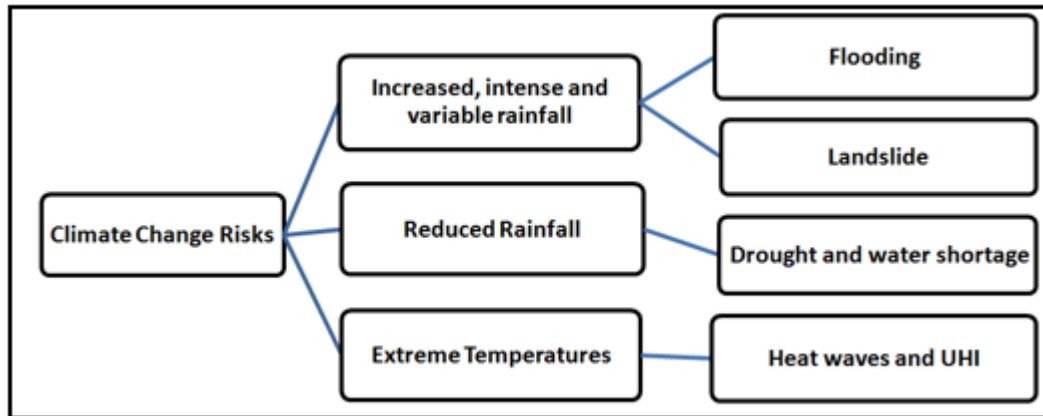 Climate Change Risks
Increased, intense and
variable rainfall
Reduced Rainfall
Extreme Temperatures
Flooding
Landslide
Drought and water shortage
Heat waves and UHI